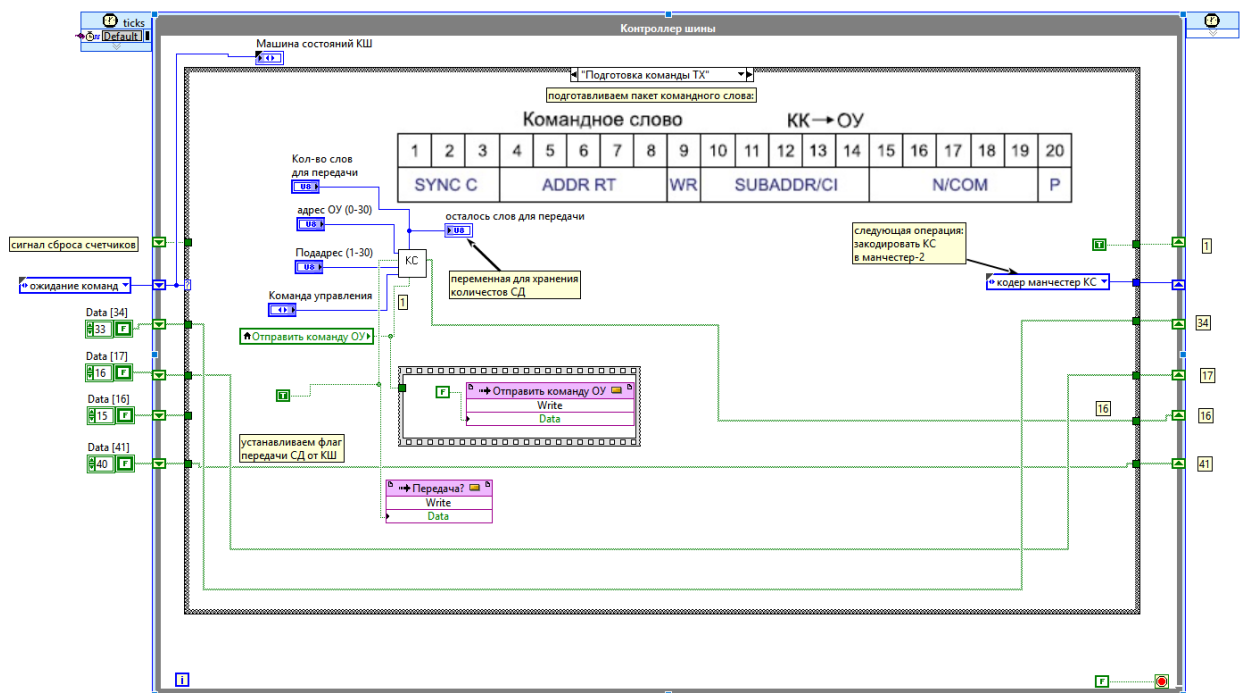 ticks
Default
Контроллер шины
Машина состояний КШ
"Подготовка команды TX"
подготавливаем пакет командного слова:
Командное слово КК→ОУ
1 2 3 4 5 6 7 8 9 10 11 12 13 14 15 16 17 18 19 20
SYNC C ADDR RT WR SUBADDR/CI N/COM P
Кол-во слов
для передачи
U8
адрес ОУ (0-30)
U8
осталось слов для передачи
U8
Подадрес (1-30)
U8
КС
переменная для хранения
количестов СД
Команда управления
1
Отправить команду ОУ
следующая операция:
закодировать КС
в манчестер-2
T
кодер манчестер КС
сигнал сброса счетчиков
ожидание команд
Data [34]
33 F
Data [17]
16 F
Data [16]
15 F
Data [41]
40 F
T
F
Отправить команду ОУ
Write
Data
устанавливаем флаг
передачи СД от КШ
Передача?
Write
Data
16
1
34
17
16
41
i
F